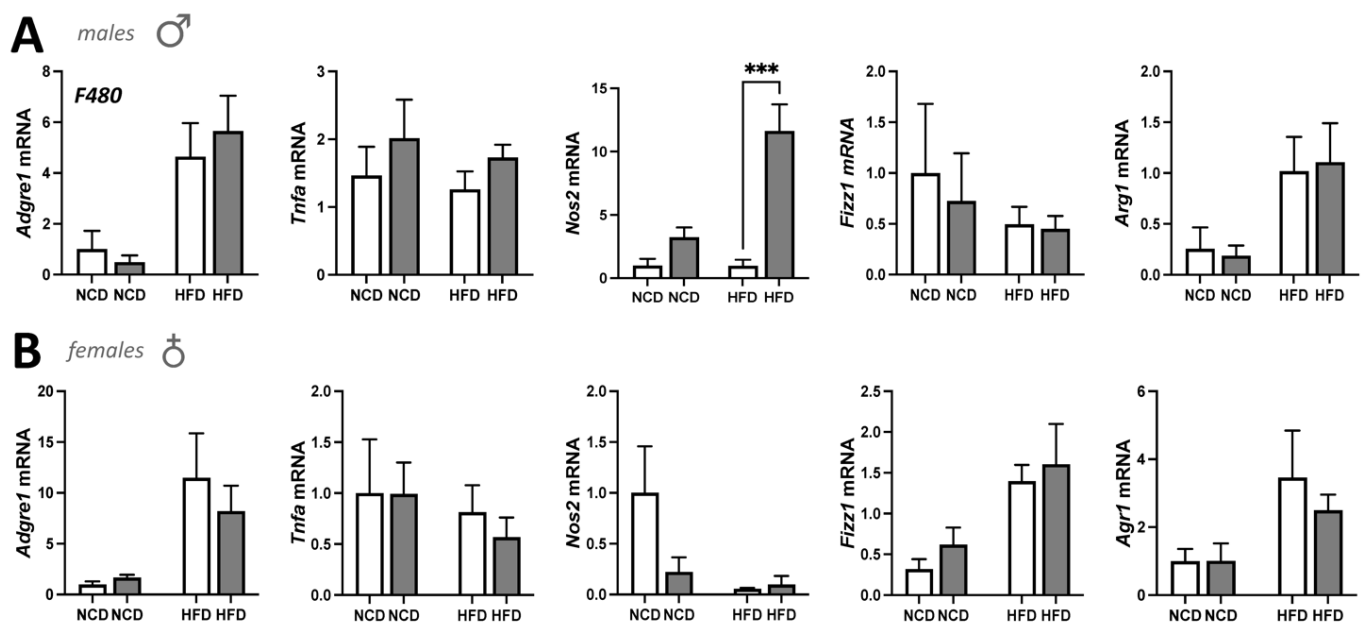 A males ♂
8
6
4
2
0
Adgre1 mRNA
F480
NCD NCD HFD HFD
3
2
1
0
Tnfa mRNA
NCD NCD HFD HFD
15
10
5
0
Nos2 mRNA
***
NCD NCD HFD HFD
2.0
1.5
1.0
0.5
0.0
Fizz1 mRNA
NCD NCD HFD HFD
2.0
1.5
1.0
0.5
0.0
Arg1 mRNA
NCD NCD HFD HFD
B females ♀
20
15
10
5
0
Adgre1 mRNA
NCD NCD HFD HFD
2.0
1.5
1.0
0.5
0.0
Tnfa mRNA
NCD NCD HFD HFD
2.0
1.5
1.0
0.5
0.0
Nos2 mRNA
NCD NCD HFD HFD
2.5
2.0
1.5
1.0
0.5
0.0
Fizz1 mRNA
NCD NCD HFD HFD
6
4
2
0
Agr1 mRNA
NCD NCD HFD HFD